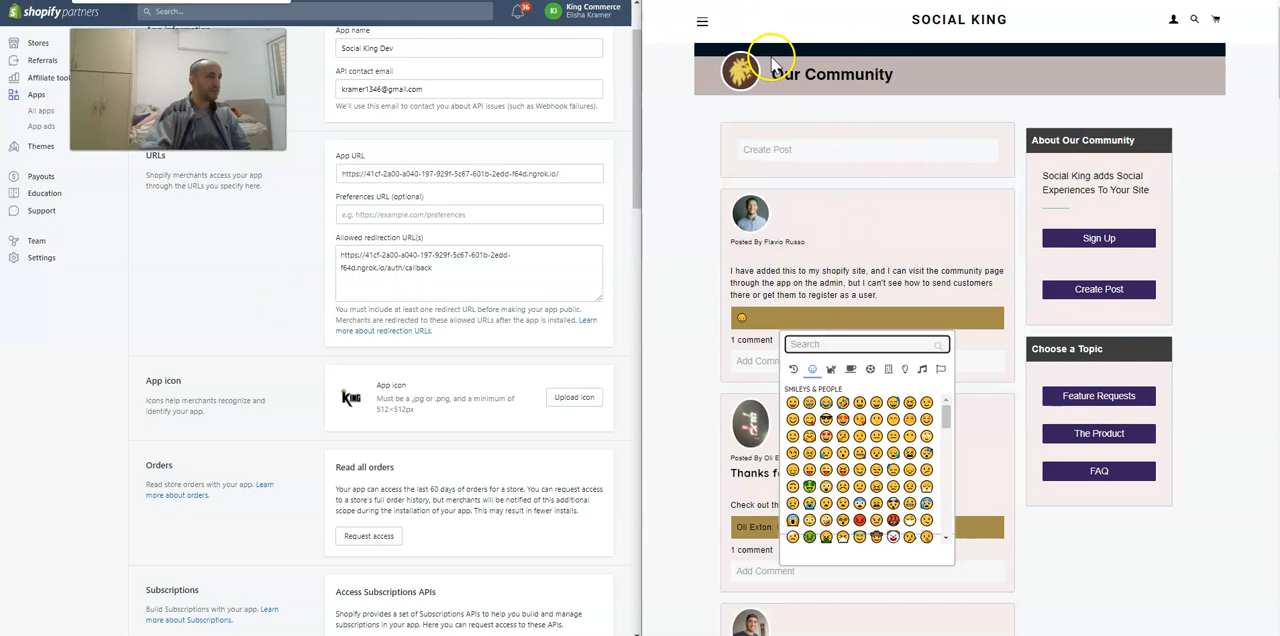 shopify partners
Search...
36
KI
King Commerce
Elisha Kramer
Stores
Referrals
Affiliate tool
Apps
All apps
App ads
Themes
Payouts
Education
Support
Team
Settings
App information
App name
Social King Dev
API contact email
kramer1346@gmail.com
We'll use this email to contact you about API issues (such as Webhook failures).
URLs
Shopify merchants access your app
through the URLs you specify here.
App URL
https://41cf-2a00-a040-197-929f-5c67-601b-2edd-f64d.ngrok.io/
Preferences URL (optional)
e.g. https://example.com/preferences
Allowed redirection URL(s)
https://41cf-2a00-a040-197-929f-5c67-601b-2edd-
f64d.ngrok.io/auth/callback
You must include at least one redirect URL before making your app public.
Merchants are redirected to these allowed URLs after the app is installed. Learn
more about redirection URLs.
App icon
Icons help merchants recognize and
identify your app.
KING
App icon
Must be a .jpg or .png, and a minimum of
512×512px
Upload icon
Orders
Read store orders with your app. Learn
more about orders.
Read all orders
Your app can access the last 60 days of orders for a store. You can request
access to a store's full order history, but merchants will be notified of this additional
scope during the installation of your app. This may result in fewer installs.
Request access
Subscriptions
Build Subscriptions with your app. Learn
more about Subscriptions.
Access Subscriptions APIs
Shopify provides a set of Subscriptions APIs to help you build and manage
subscriptions in your app. Here you can request access to these APIs.
SOCIAL KING
Our Community
Create Post
Posted By Flavio Russo
I have added this to my shopify site, and I can visit the community page
through the app on the admin, but I can't see how to send customers
there or get them to register as a user.
1 comment
Add Comm
Search
SMILEYS & PEOPLE
Posted By Oli E
Thanks fo
Check out th
Oli Exton:
1 comment
Add Comment
About Our Community
Social King adds Social
Experiences To Your Site
Sign Up
Create Post
Choose a Topic
Feature Requests
The Product
FAQ